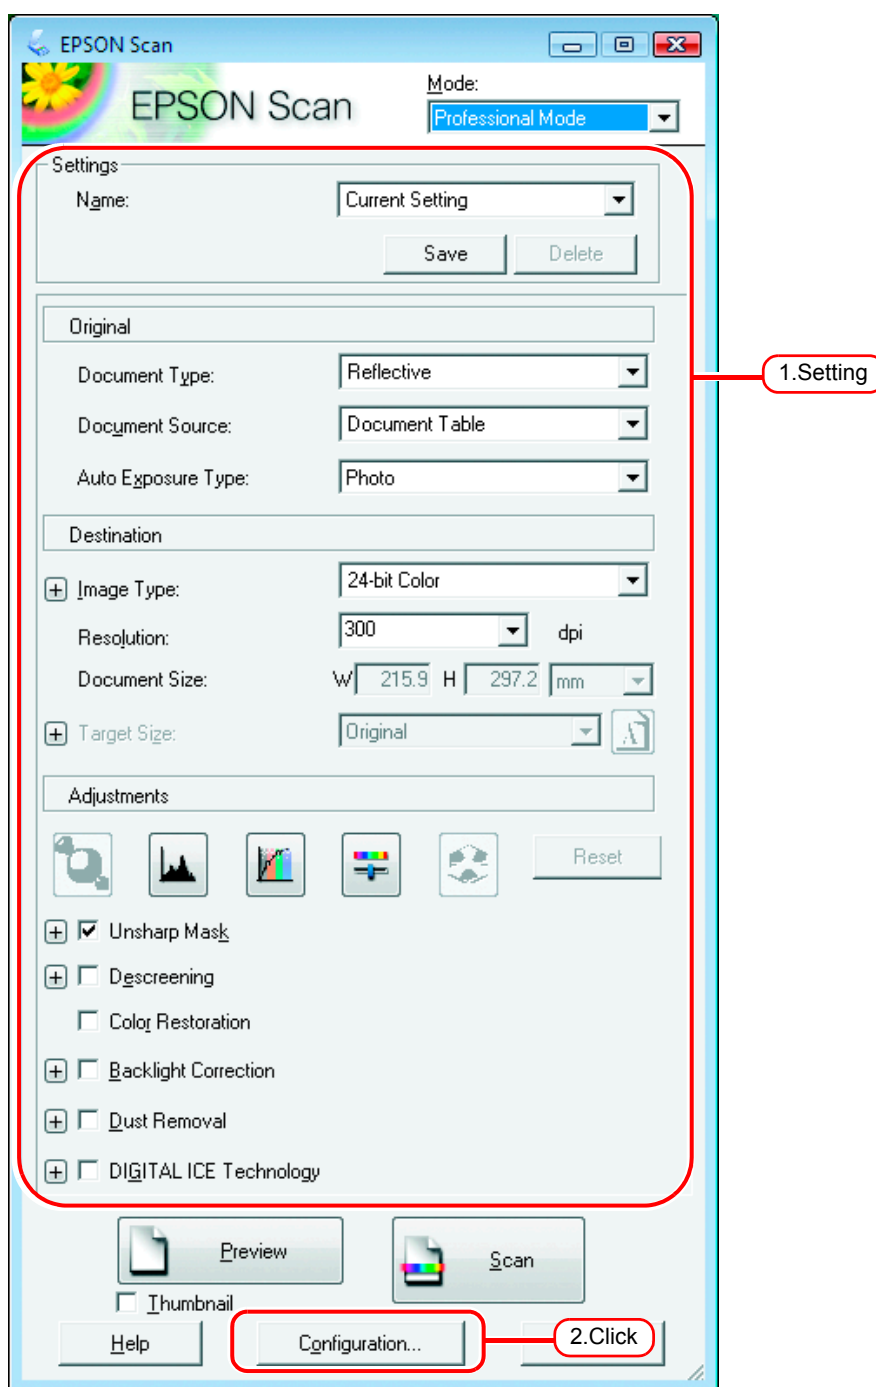 EPSON Scan
EPSON Scan
Mode:
Professional Mode
Settings
Name:
Current Setting
Save
Delete
Original
Document Type:
Reflective
1.Setting
Document Source:
Document Table
Auto Exposure Type:
Photo
Destination
Image Type:
24-bit Color
Resolution:
300
dpi
Document Size:
W 215.9 H 297.2 mm
Target Size:
Original
Adjustments
Reset
Unsharp Mask
Descreening
Color Restoration
Backlight Correction
Dust Removal
DIGITAL ICE Technology
Preview
Scan
Thumbnail
Help
Configuration...
2.Click